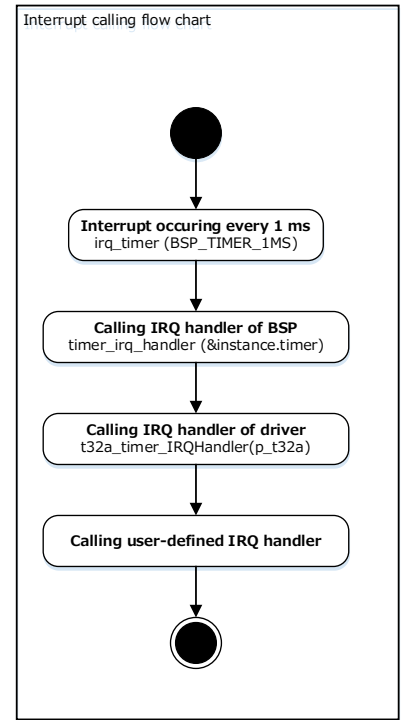 Interrupt calling flow chart
Interrupt occuring every 1 ms
irq_timer (BSP_TIMER_1MS)
Calling IRQ handler of BSP
timer_irq_handler (&instance.timer)
Calling IRQ handler of driver
t32a_timer_IRQHandler(p_t32a)
Calling user-defined IRQ handler